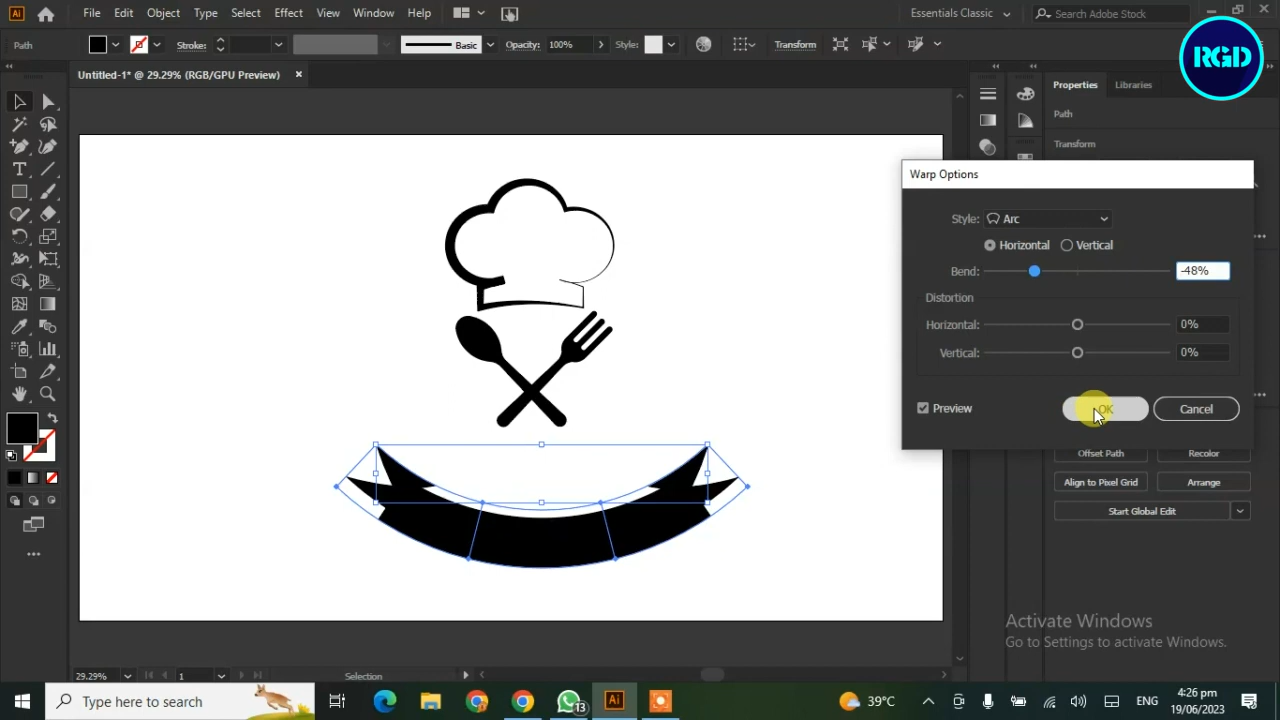 Ai File Edit Object Type Select Effect View Window Help Essentials Classic Search Adobe Stock
Path Stroke: Basic Opacity: 100% Style: Transform
RGD
Untitled-1* @ 29.29% (RGB/GPU Preview) ×
Properties Libraries
Path
Transform
Warp Options
Style: Arc
Horizontal Vertical
Bend: -48%
Distortion
Horizontal: 0%
Vertical: 0%
Preview OK Cancel
Offset Path Recolor
Align to Pixel Grid Arrange
Start Global Edit
Activate Windows
Go to Settings to activate Windows.
29.29% 1 Selection
Type here to search 13 Ai 39°C ENG 4:26 pm
19/06/2023